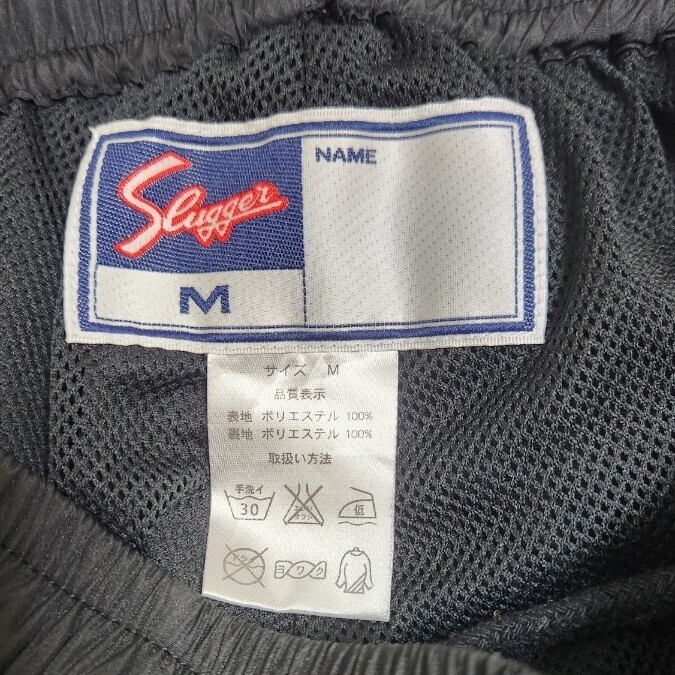 Slugger
NAME
M
サイズ M
品質表示
表地 ポリエステル 100%
裏地 ポリエステル 100%
取扱い方法
手洗イ
30
低
ヨワク